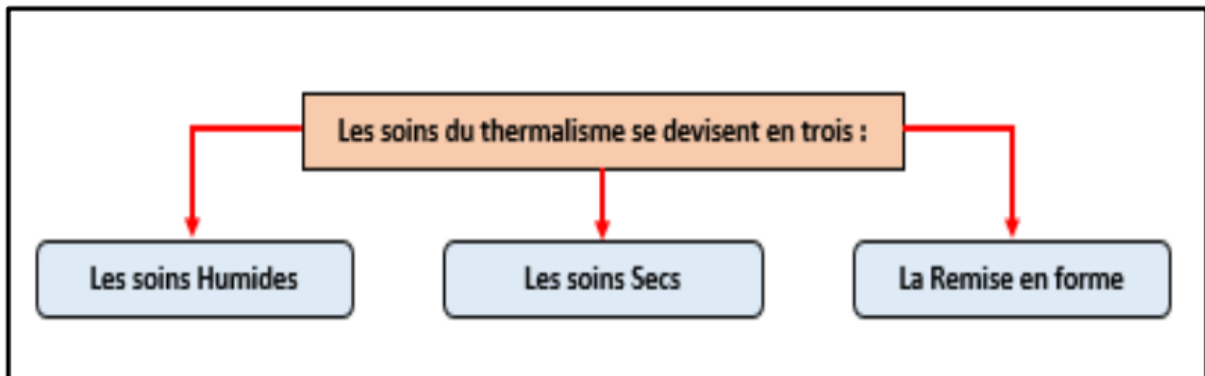 Les soins du thermalisme se devisent en trois :
Les soins Humides
Les soins Secs
La Remise en forme